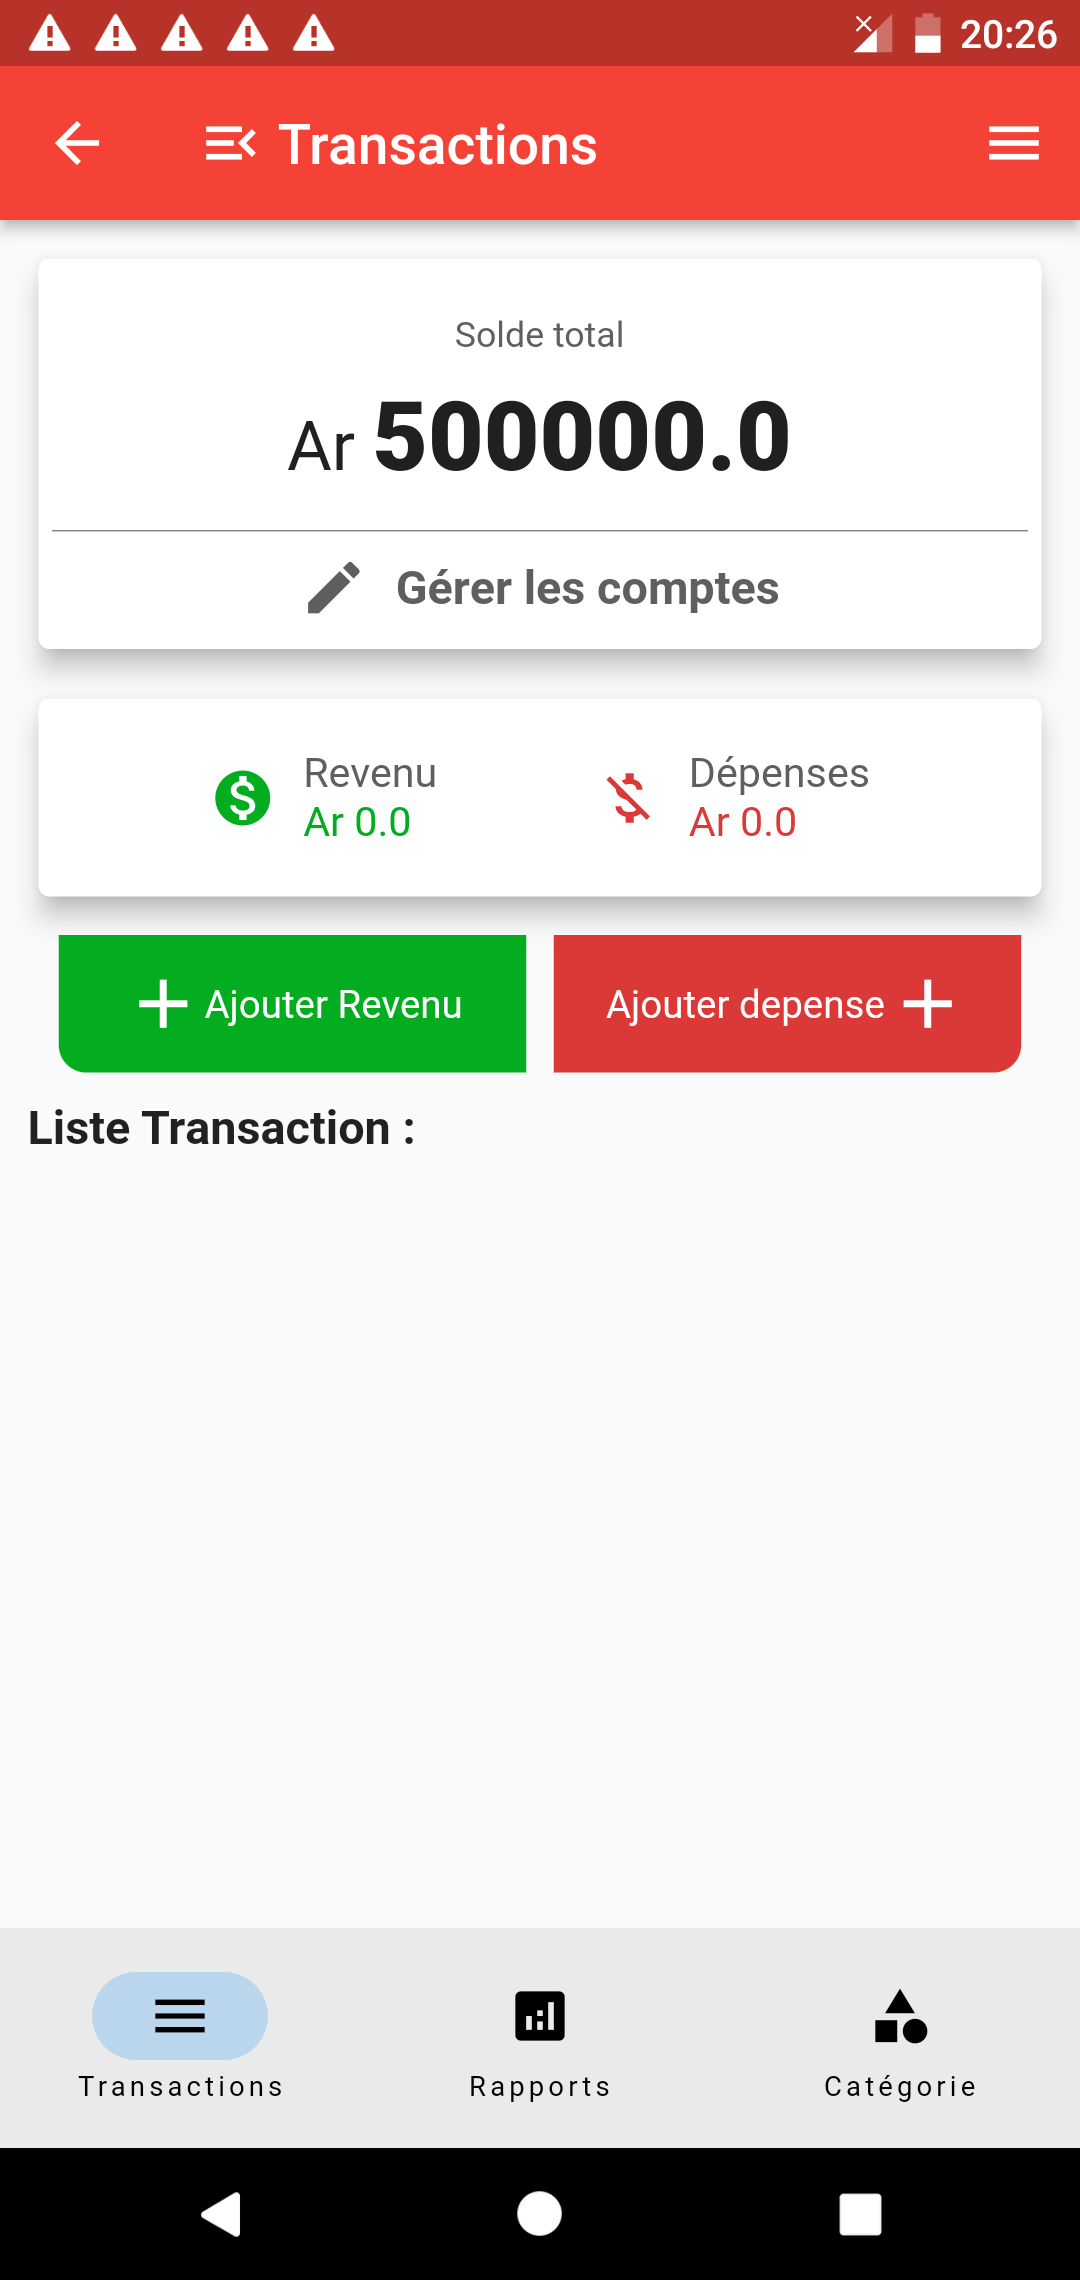 20:26
Transactions
Solde total
Ar 500000.0
Gérer les comptes
Revenu
Ar 0.0
Dépenses
Ar 0.0
Ajouter Revenu
Ajouter depense
Liste Transaction :
Transactions
Rapports
Catégorie